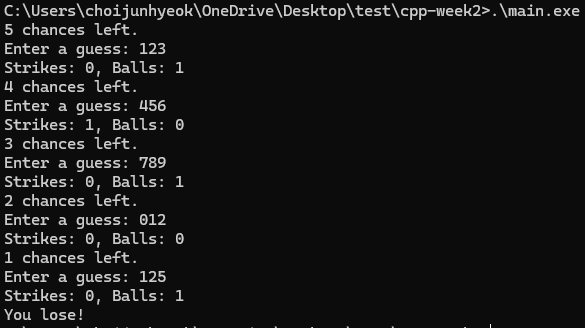 C:\Users\choijunhyeok\OneDrive\Desktop\test\cpp-week2>.\main.exe
5 chances left.
Enter a guess: 123
Strikes: 0, Balls: 1
4 chances left.
Enter a guess: 456
Strikes: 1, Balls: 0
3 chances left.
Enter a guess: 789
Strikes: 0, Balls: 1
2 chances left.
Enter a guess: 012
Strikes: 0, Balls: 0
1 chances left.
Enter a guess: 125
Strikes: 0, Balls: 1
You lose!